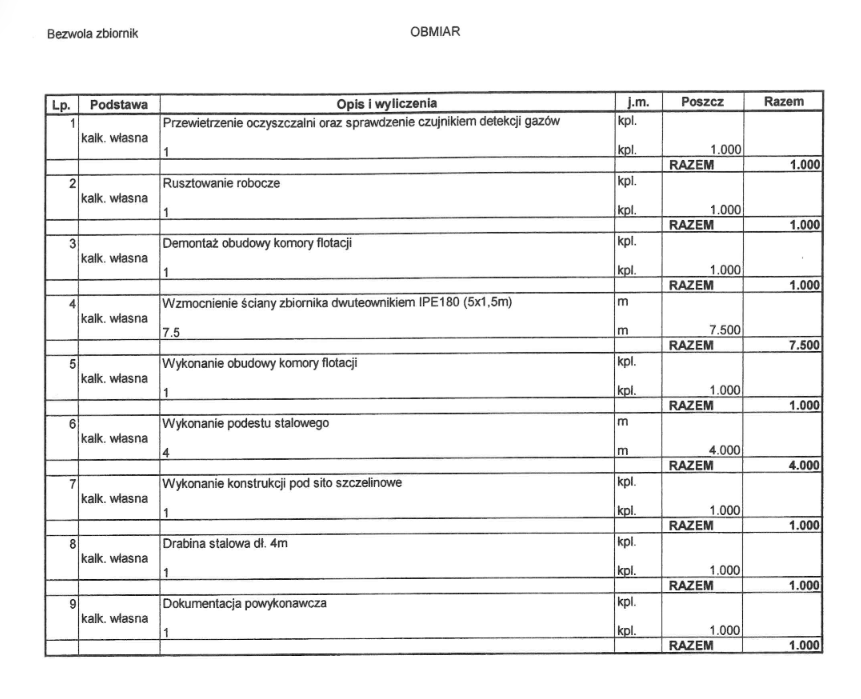 Bezwola zbiornik
OBMIAR
Lp. Podstawa Opis i wyliczenia j.m. Poszcz Razem
1 Przewietrzenie oczyszczalni oraz sprawdzenie czujnikiem detekcji gazów kpl.
kalk. własna
1 kpl. 1.000
RAZEM 1.000
2 Rusztowanie robocze kpl.
kalk. własna
1 kpl. 1.000
RAZEM 1.000
3 Demontaż obudowy komory flotacji kpl.
kalk. własna
1 kpl. 1.000
RAZEM 1.000
4 Wzmocnienie ściany zbiornika dwuteownikiem IPE180 (5x1,5m) m
kalk. własna
7.5 m 7.500
RAZEM 7.500
5 Wykonanie obudowy komory flotacji kpl.
kalk. własna
1 kpl. 1.000
RAZEM 1.000
6 Wykonanie podestu stalowego m
kalk. własna
4 m 4.000
RAZEM 4.000
7 Wykonanie konstrukcji pod sito szczelinowe kpl.
kalk. własna
1 kpl. 1.000
RAZEM 1.000
8 Drabina stalowa dł. 4m kpl.
kalk. własna
1 kpl. 1.000
RAZEM 1.000
9 Dokumentacja powykonawcza kpl.
kalk. własna
1 kpl. 1.000
RAZEM 1.000